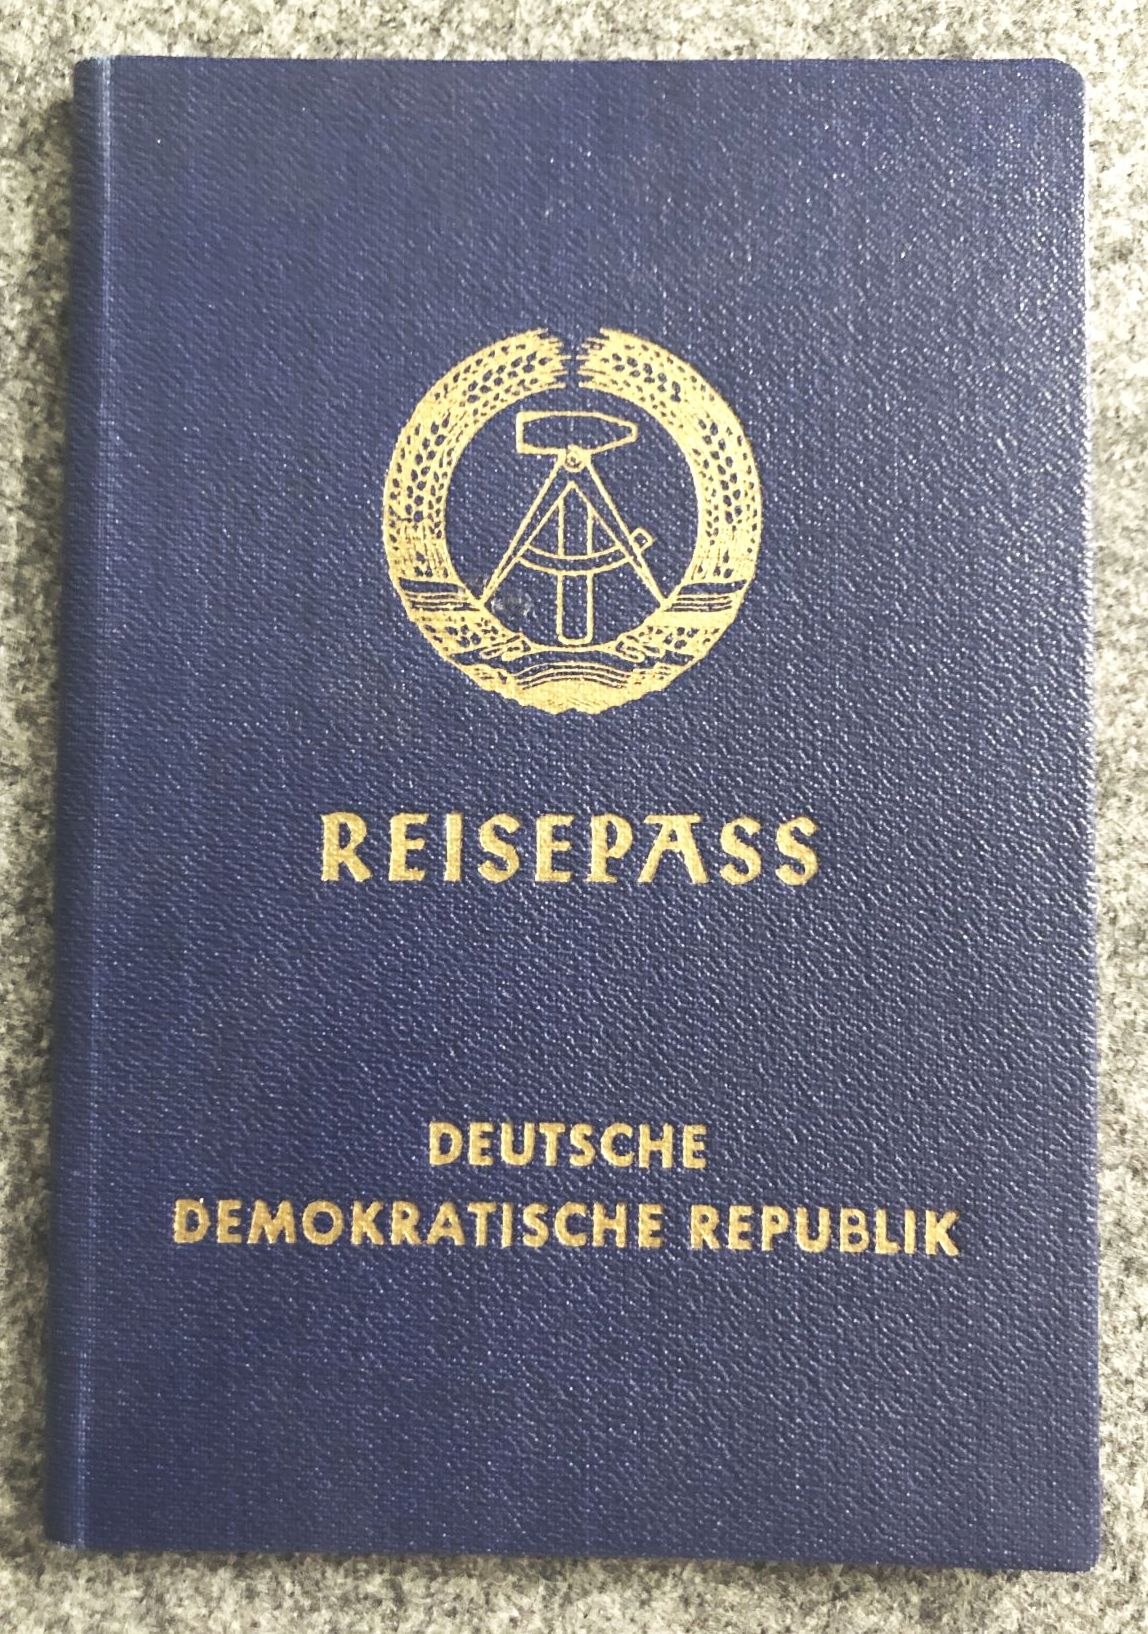 REISEPASS
DEUTSCHE
DEMOKRATISCHE REPUBLIK